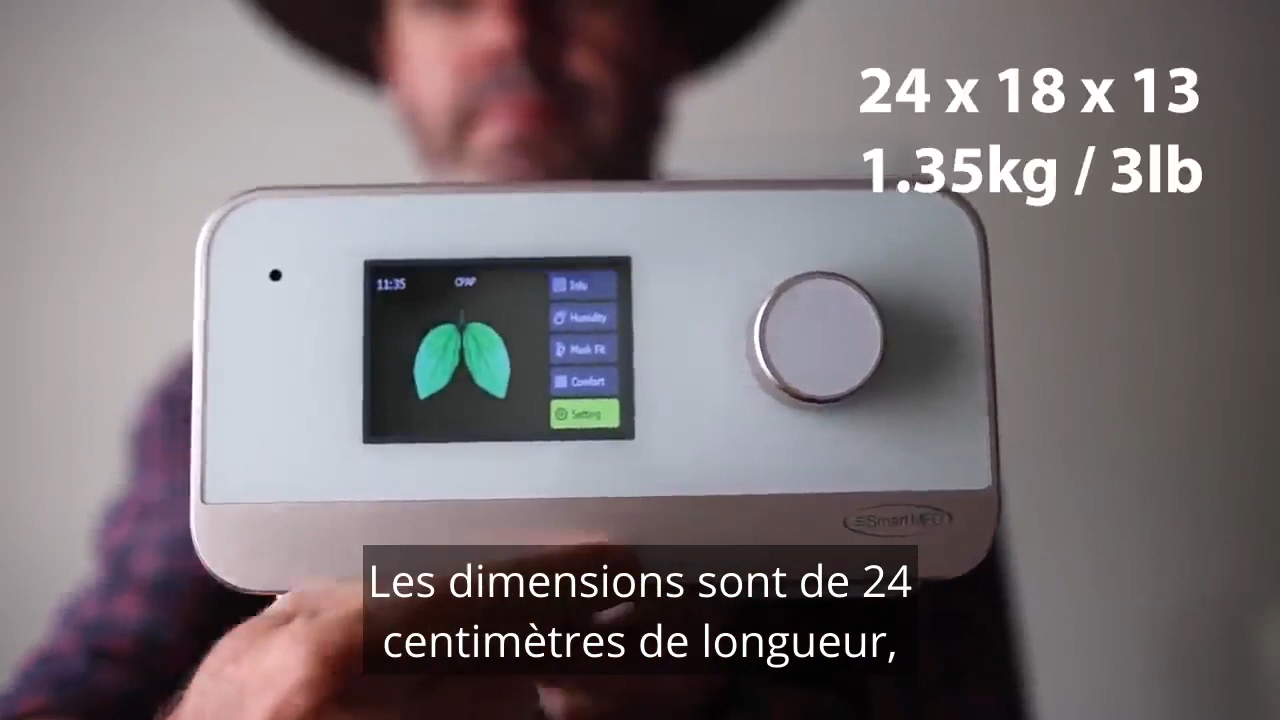 24 x 18 x 13
1.35kg / 3lb
11:35 CPAP
Info
Humidity
Mask Fit
Comfort
Setting
SmartMED
Les dimensions sont de 24
centimètres de longueur,